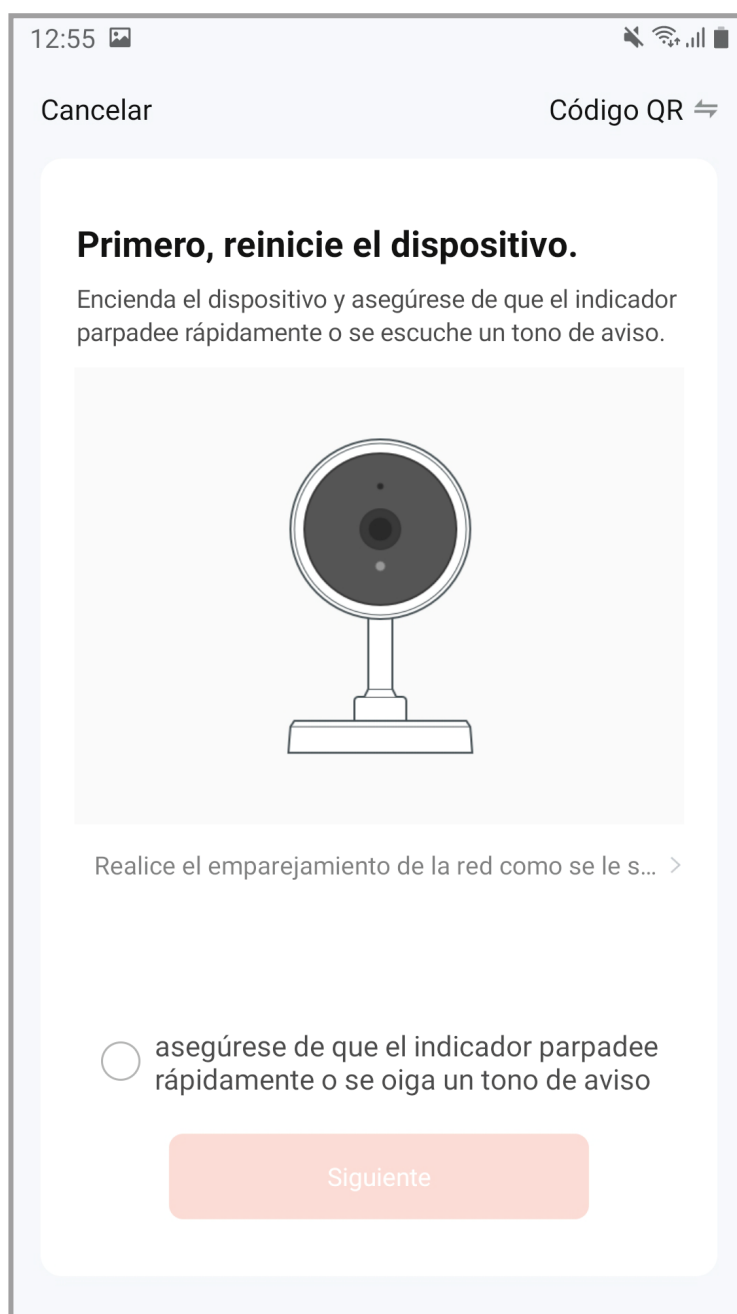 12:55
Cancelar
Código QR
Primero, reinicie el dispositivo.
Encienda el dispositivo y asegúrese de que el indicador
parpadee rápidamente o se escuche un tono de aviso.
Realice el emparejamiento de la red como se le s...
asegúrese de que el indicador parpadee
rápidamente o se oiga un tono de aviso
Siguiente